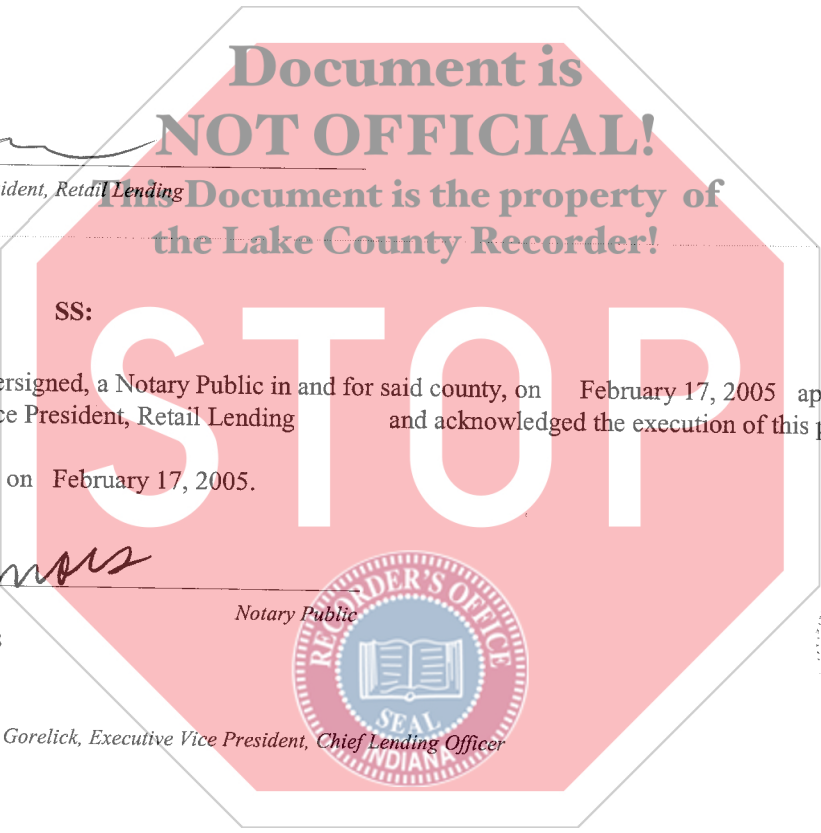 Document is
NOT OFFICIAL!
ident, Retail Lending
This Document is the property of
the Lake County Recorder!
SS:
STOP
ersigned, a Notary Public in and for said county, on February 17, 2005 ap
ce President, Retail Lending and acknowledged the execution of this p
on February 17, 2005.
Notary Public
RECORDER'S OFFICE
SEAL
INDIANA
Gorelick, Executive Vice President, Chief Lending Officer